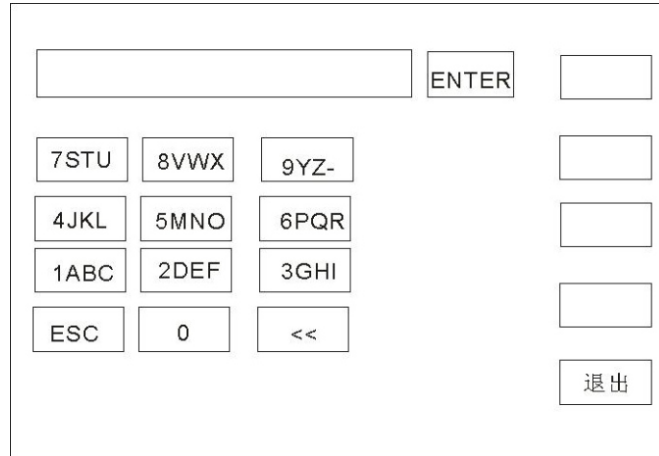 ENTER
7STU 8VWX 9YZ-
4JKL 5MNO 6PQR
1ABC 2DEF 3GHI
ESC 0 <<
退出